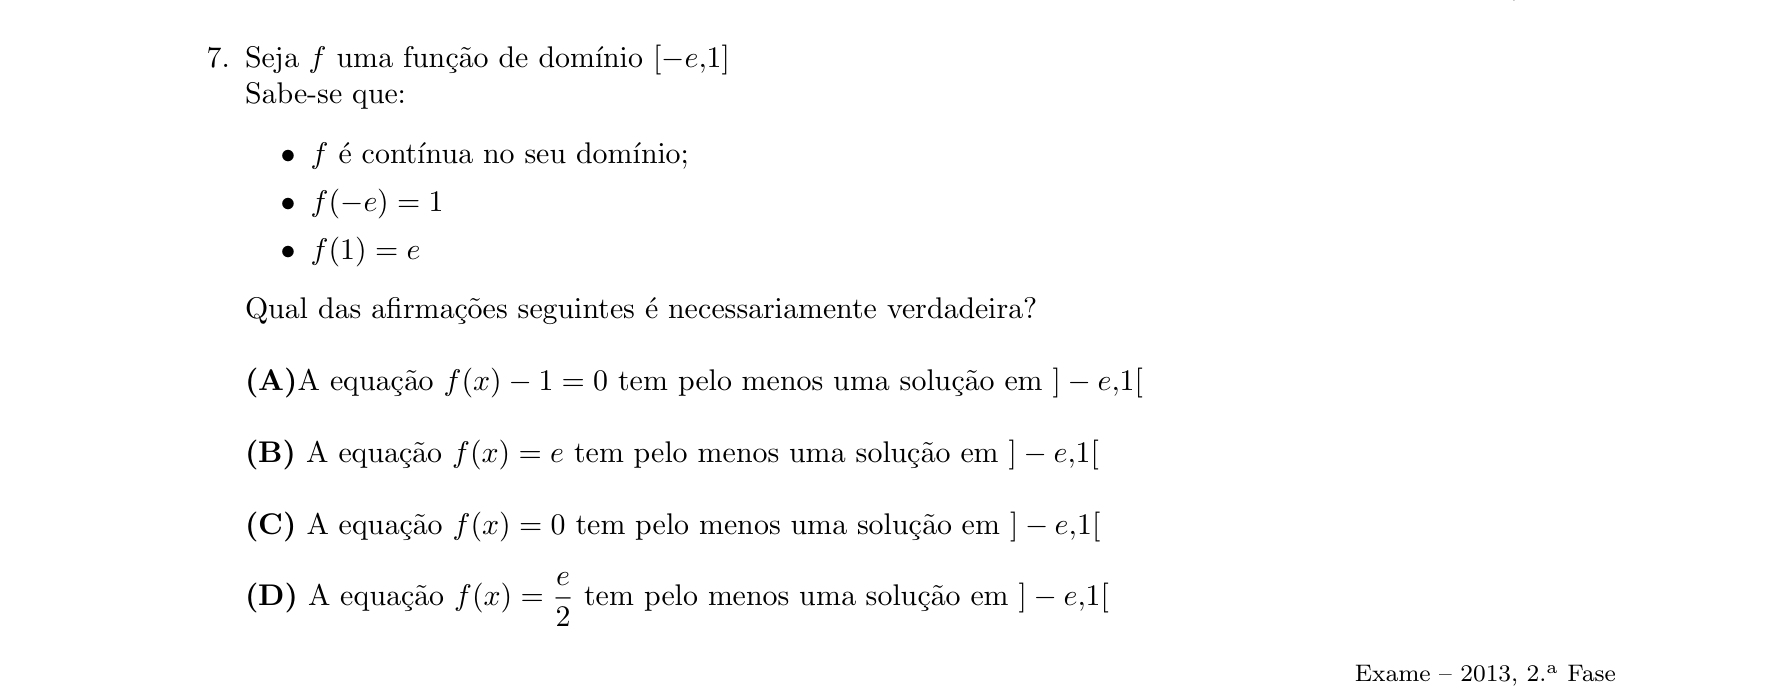 7. Seja f uma função de domínio [−e,1]
Sabe-se que:
• f é contínua no seu domínio;
• f(−e) = 1
• f(1) = e
Qual das afirmações seguintes é necessariamente verdadeira?
(A)A equação f(x) − 1 = 0 tem pelo menos uma solução em ] − e,1[
(B) A equação f(x) = e tem pelo menos uma solução em ] − e,1[
(C) A equação f(x) = 0 tem pelo menos uma solução em ] − e,1[
(D) A equação f(x) = e/2 tem pelo menos uma solução em ] − e,1[
Exame – 2013, 2.ª Fase